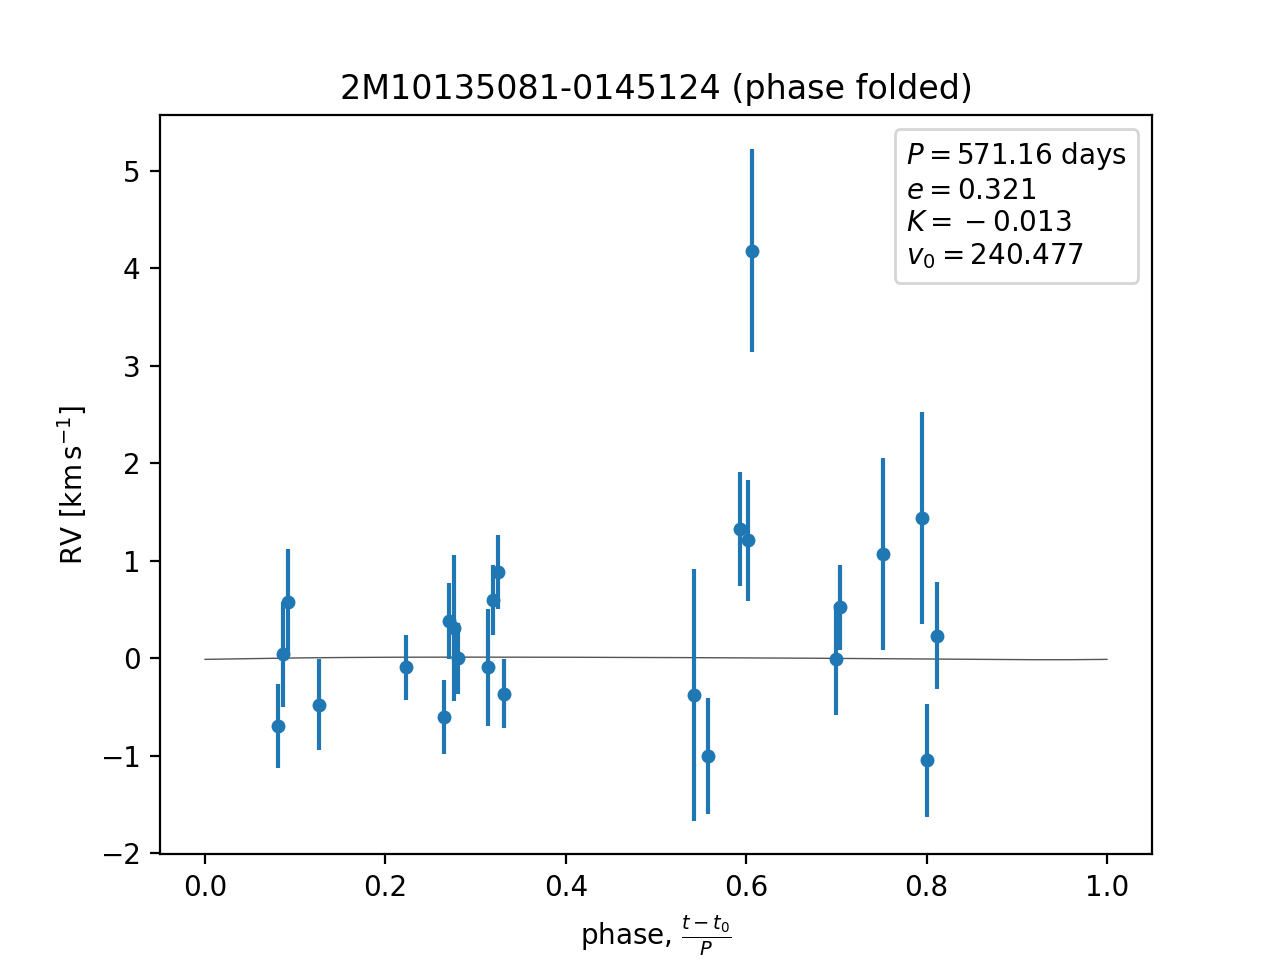 2M10135081-0145124 (phase folded)
P = 571.16 days
e = 0.321
K = −0.013
v₀ = 240.477
RV [km s⁻¹]
5
4
3
2
1
0
−1
−2
0.0 0.2 0.4 0.6 0.8 1.0
phase, (t − t₀)/P